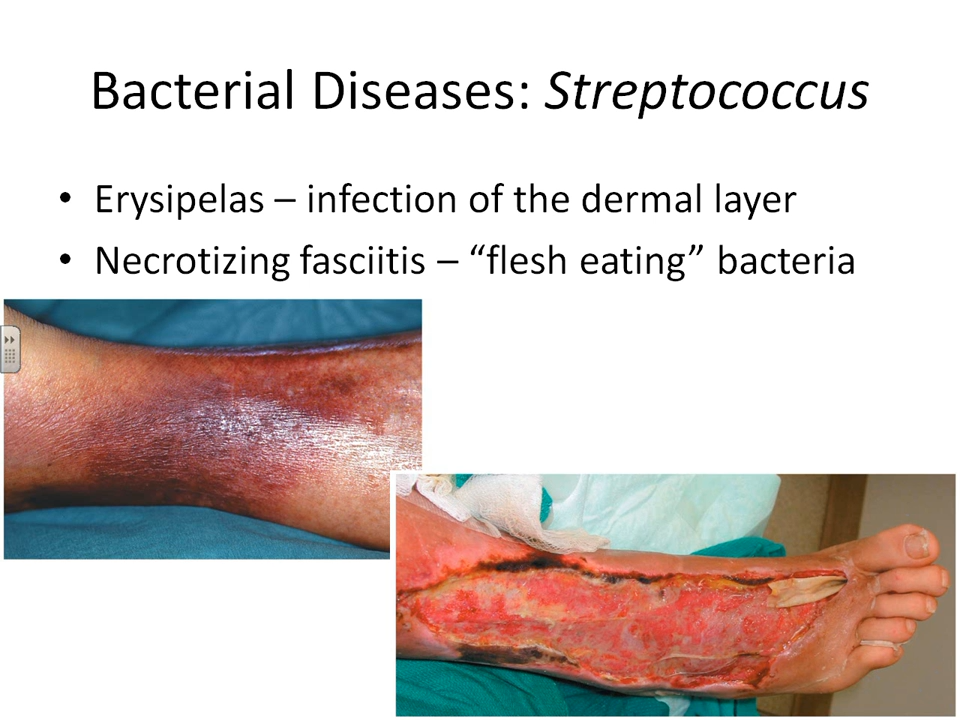 Bacterial Diseases: Streptococcus
• Erysipelas – infection of the dermal layer
• Necrotizing fasciitis – “flesh eating” bacteria